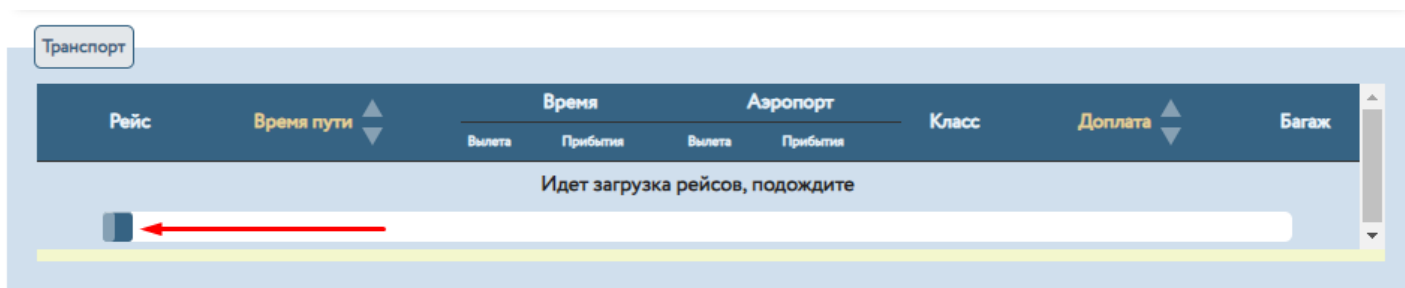 Транспорт
Рейс Время пути Время Аэропорт Класс Доплата Багаж
Вылета Прибытия Вылета Прибытия
Идет загрузка рейсов, подождите